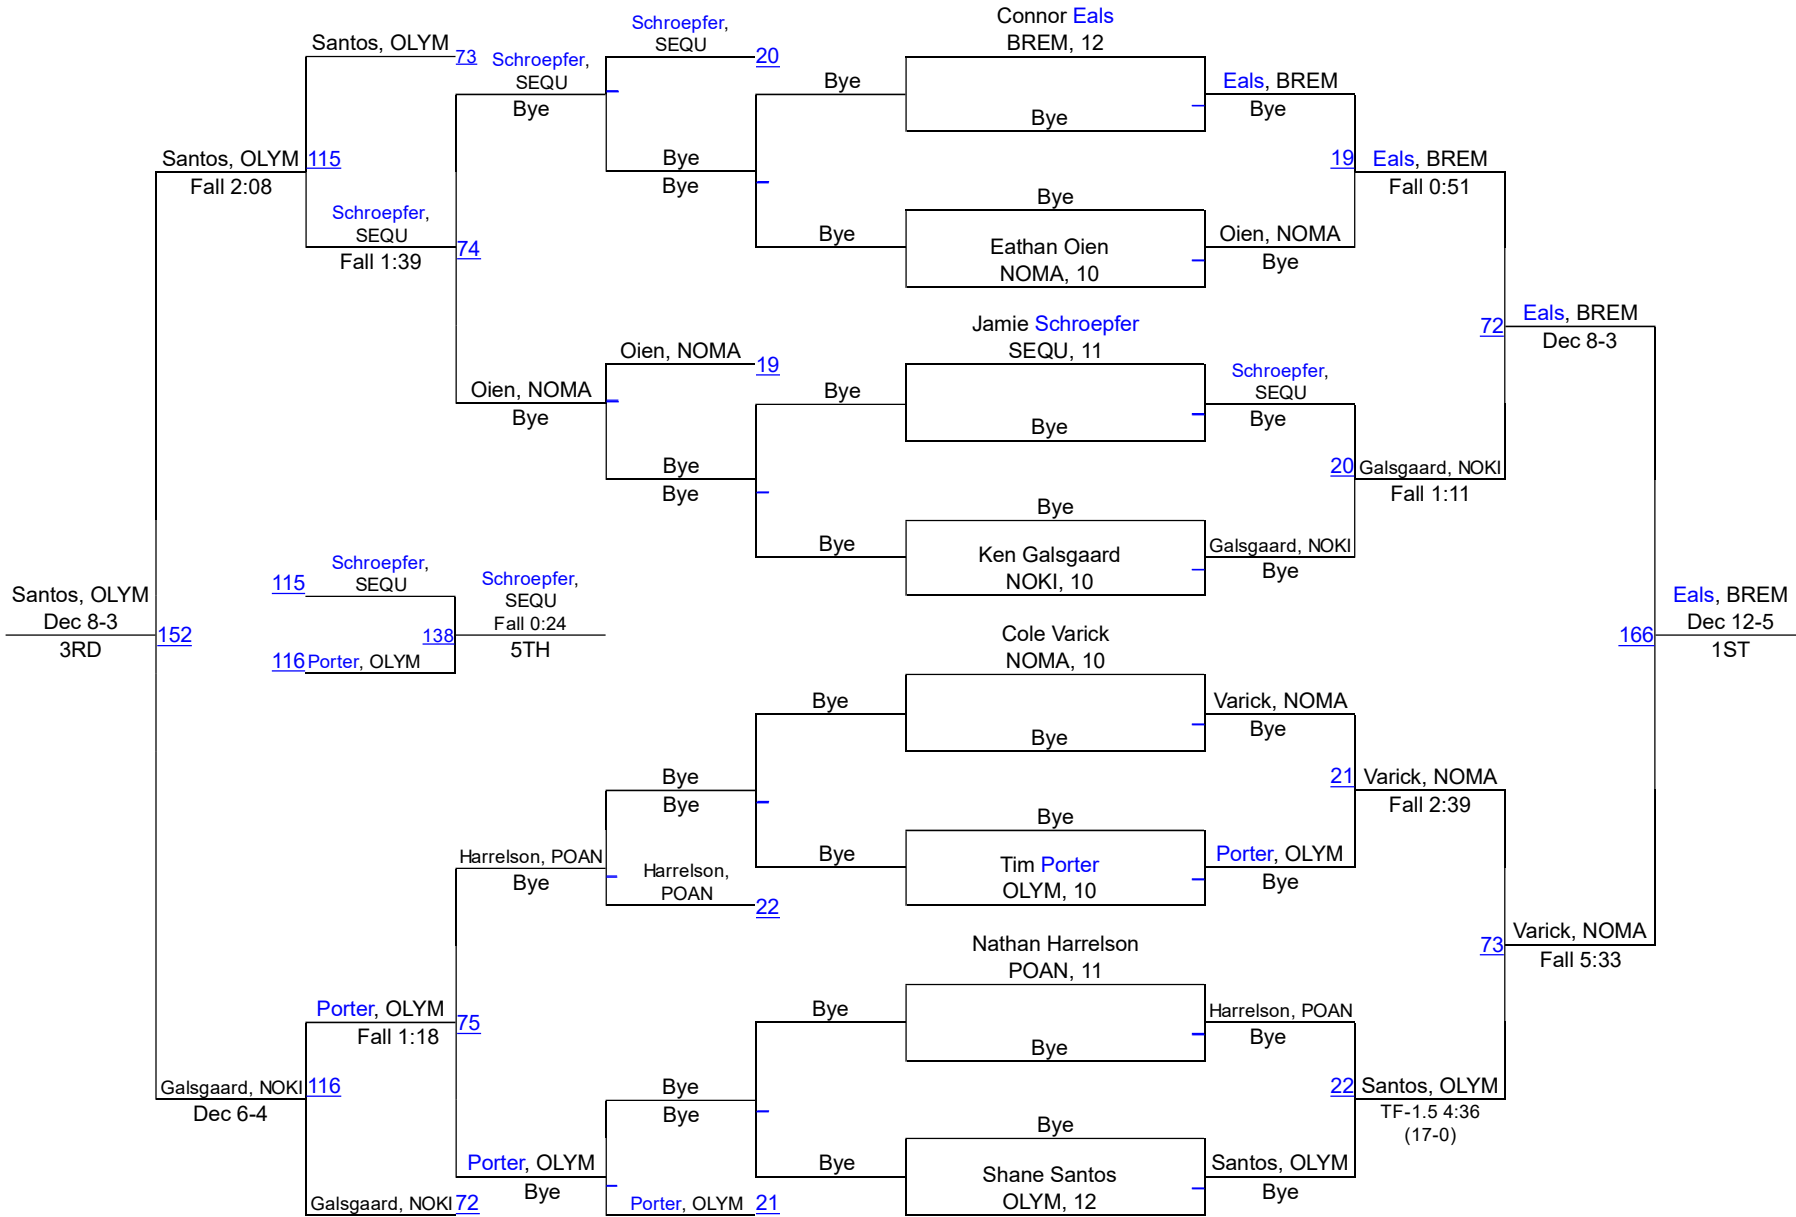 Connor Eals
BREM, 12
Schroepfer,
SEQU
20
Santos, OLYM
73
Schroepfer,
SEQU
Bye
Bye
Bye
Eals, BREM
Bye
Santos, OLYM
115
Fall 2:08
Bye
Bye
19
Eals, BREM
Fall 0:51
Schroepfer,
SEQU
74
Fall 1:39
Bye
Bye
Eathan Oien
NOMA, 10
Oien, NOMA
Bye
Jamie Schroepfer
SEQU, 11
72
Eals, BREM
Dec 8-3
Oien, NOMA
19
Oien, NOMA
Bye
Bye
Bye
Schroepfer,
SEQU
Bye
Bye
Bye
20
Galsgaard, NOKI
Fall 1:11
Bye
Bye
Ken Galsgaard
NOKI, 10
Galsgaard, NOKI
Bye
115
Schroepfer,
SEQU
Schroepfer,
SEQU
Fall 0:24
138
5TH
116
Porter, OLYM
Santos, OLYM
Dec 8-3
152
3RD
Eals, BREM
Dec 12-5
166
1ST
Cole Varick
NOMA, 10
Bye
Bye
Varick, NOMA
Bye
Bye
Bye
21
Varick, NOMA
Fall 2:39
Harrelson, POAN
Bye
Harrelson,
POAN
22
Bye
Bye
Tim Porter
OLYM, 10
Porter, OLYM
Bye
Nathan Harrelson
POAN, 11
73
Varick, NOMA
Fall 5:33
Porter, OLYM
75
Fall 1:18
Bye
Bye
Harrelson, POAN
Bye
Galsgaard, NOKI
116
Dec 6-4
Bye
Bye
22
Santos, OLYM
TF-1.5 4:36
(17-0)
Porter, OLYM
Bye
Bye
Bye
Shane Santos
OLYM, 12
Santos, OLYM
Bye
Galsgaard, NOKI
72
Porter, OLYM
21